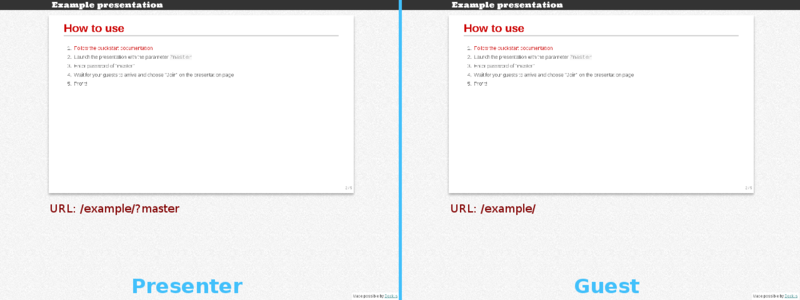 Example presentation
How to use
1. Follow the quickstart documentation
2. Launch the presentation with the parameter ?master
3. Enter password of "master"
4. Wait for your guests to arrive and choose "Join" on the presentation page
5. Profit
1 / 6
URL: /example/?master
Presenter
Example presentation
How to use
1. Follow the quickstart documentation
2. Launch the presentation with the parameter ?master
3. Enter password of "master"
4. Wait for your guests to arrive and choose "Join" on the presentation page
5. Profit
URL: /example/
Guest